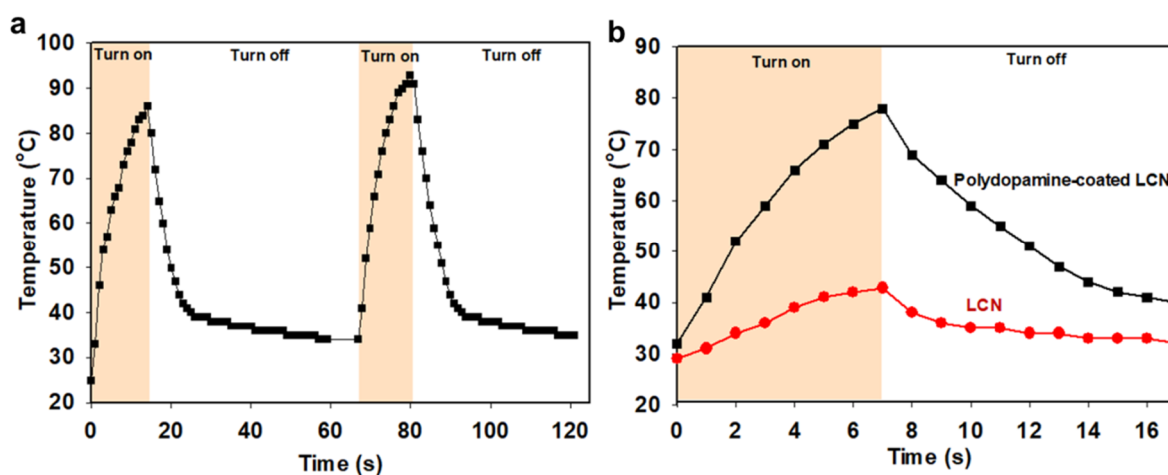 a
100
90
80
70
60
50
40
30
20
Temperature (°C)
Turn on
Turn off
Turn on
Turn off
0
20
40
60
80
100
120
Time (s)
b
90
80
70
60
50
40
30
20
Temperature (°C)
Turn on
Turn off
Polydopamine-coated LCN
LCN
0
2
4
6
8
10
12
14
16
Time (s)